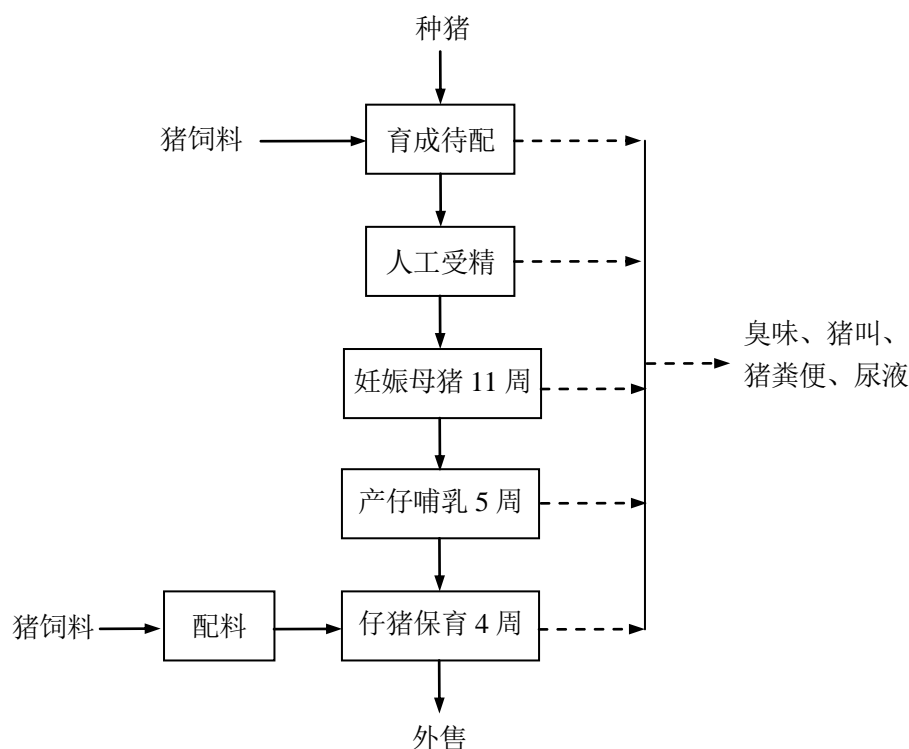 种猪
猪饲料
育成待配
人工受精
臭味、猪叫、
猪粪便、尿液
妊娠母猪 11 周
产仔哺乳 5 周
猪饲料
配料
仔猪保育 4 周
外售